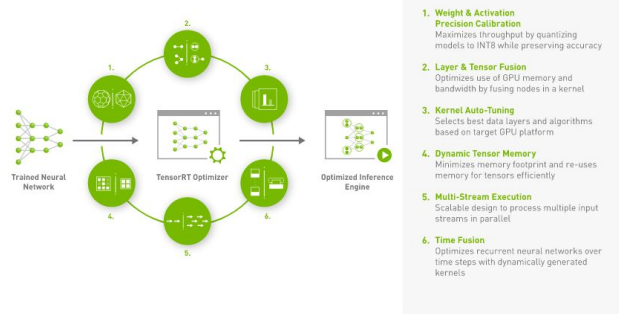 2.
1.
3.
Trained Neural
Network
TensorRT Optimizer
Optimized Inference
Engine
4.
6.
5.
1. Weight & Activation
Precision Calibration
Maximizes throughput by quantizing
models to INT8 while preserving accuracy
2. Layer & Tensor Fusion
Optimizes use of GPU memory and
bandwidth by fusing nodes in a kernel
3. Kernel Auto-Tuning
Selects best data layers and algorithms
based on target GPU platform
4. Dynamic Tensor Memory
Minimizes memory footprint and re-uses
memory for tensors efficiently
5. Multi-Stream Execution
Scalable design to process multiple input
streams in parallel
6. Time Fusion
Optimizes recurrent neural networks over
time steps with dynamically generated
kernels